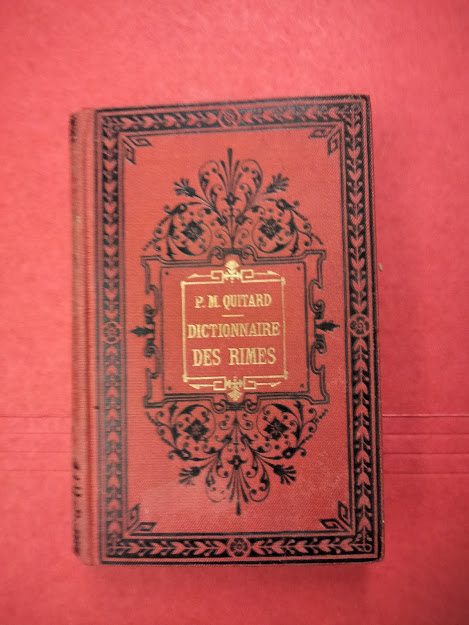 P. M. QUITARD
DICTIONNAIRE
DES RIMES